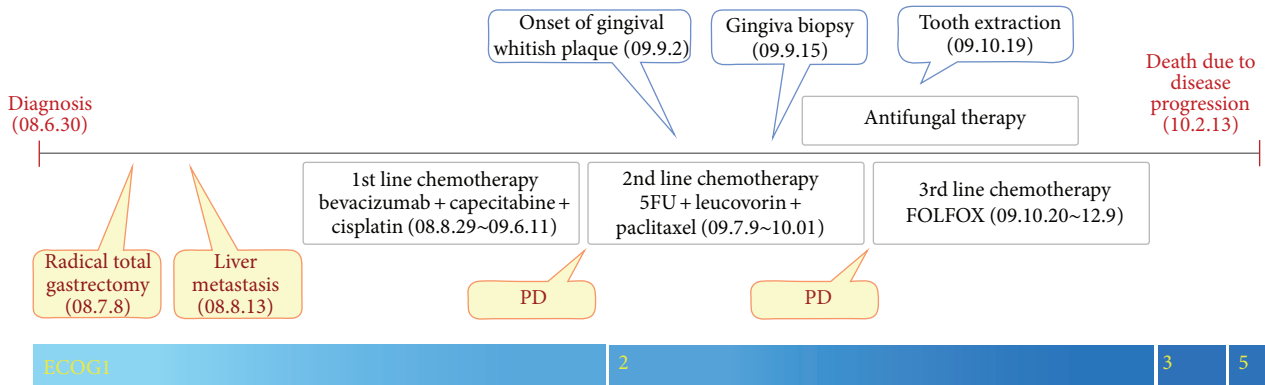 Onset of gingival
whitish plaque (09.9.2)
Gingiva biopsy
(09.9.15)
Tooth extraction
(09.10.19)
Death due to
disease
progression
(10.2.13)
Diagnosis
(08.6.30)
Antifungal therapy
1st line chemotherapy
bevacizumab + capecitabine +
cisplatin (08.8.29~09.6.11)
2nd line chemotherapy
5FU + leucovorin +
paclitaxel (09.7.9~10.01)
3rd line chemotherapy
FOLFOX (09.10.20~12.9)
Radical total
gastrectomy
(08.7.8)
Liver
metastasis
(08.8.13)
PD
PD
ECOG1
2
3
5